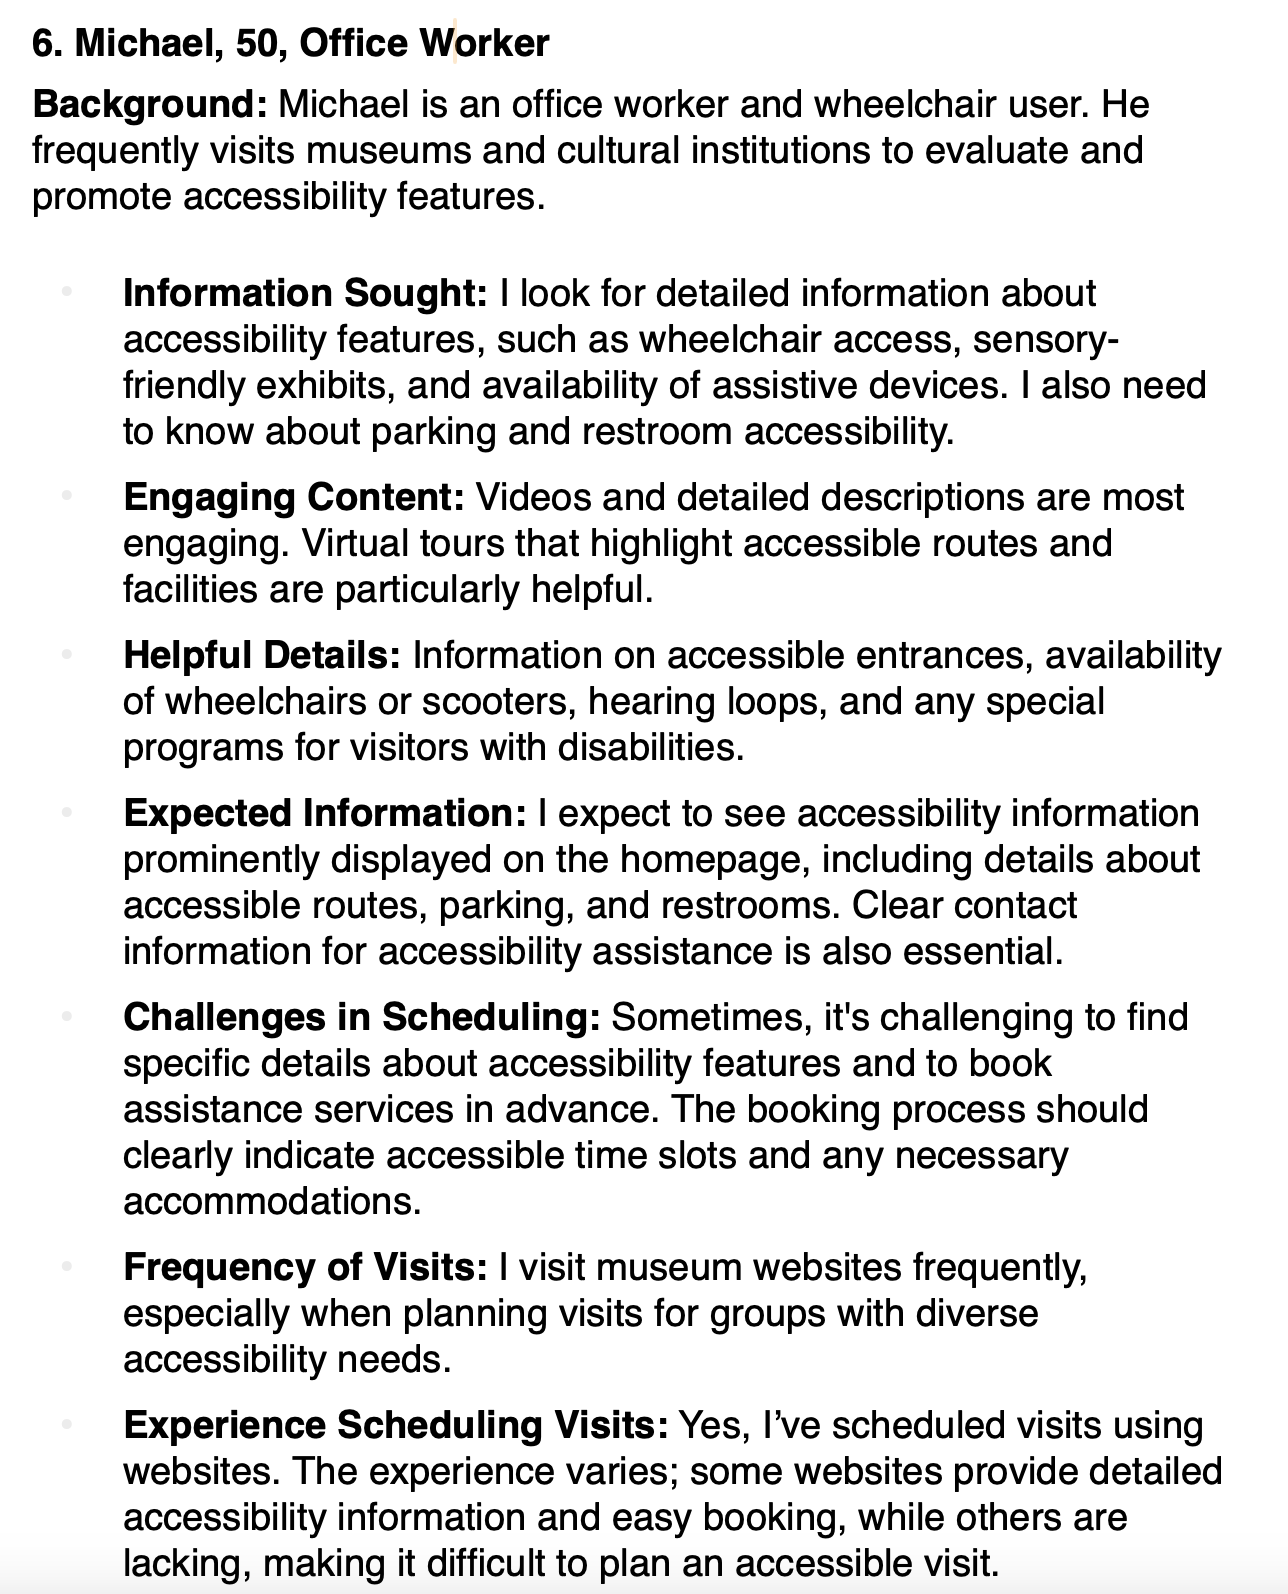 6. Michael, 50, Office Worker
Background: Michael is an office worker and wheelchair user. He
frequently visits museums and cultural institutions to evaluate and
promote accessibility features.
• Information Sought: I look for detailed information about
accessibility features, such as wheelchair access, sensory-
friendly exhibits, and availability of assistive devices. I also need
to know about parking and restroom accessibility.
• Engaging Content: Videos and detailed descriptions are most
engaging. Virtual tours that highlight accessible routes and
facilities are particularly helpful.
• Helpful Details: Information on accessible entrances, availability
of wheelchairs or scooters, hearing loops, and any special
programs for visitors with disabilities.
• Expected Information: I expect to see accessibility information
prominently displayed on the homepage, including details about
accessible routes, parking, and restrooms. Clear contact
information for accessibility assistance is also essential.
• Challenges in Scheduling: Sometimes, it's challenging to find
specific details about accessibility features and to book
assistance services in advance. The booking process should
clearly indicate accessible time slots and any necessary
accommodations.
• Frequency of Visits: I visit museum websites frequently,
especially when planning visits for groups with diverse
accessibility needs.
• Experience Scheduling Visits: Yes, I’ve scheduled visits using
websites. The experience varies; some websites provide detailed
accessibility information and easy booking, while others are
lacking, making it difficult to plan an accessible visit.